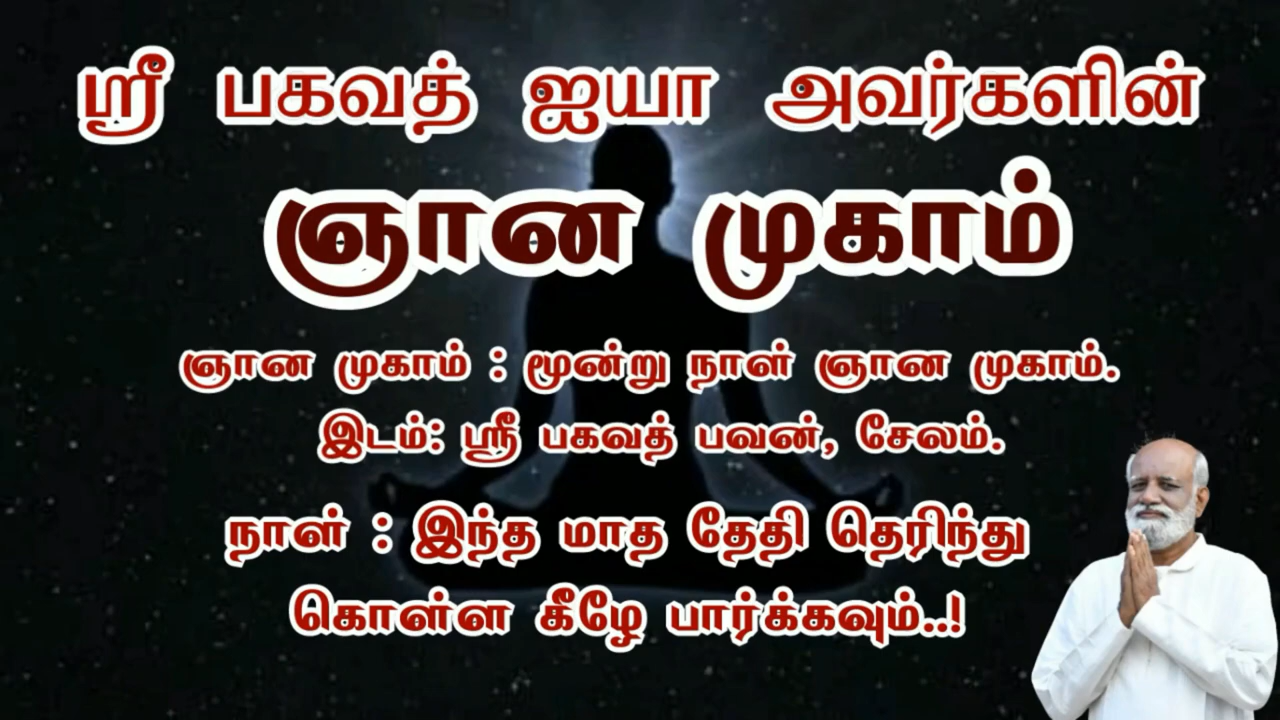 ஸ்ரீ பகவத் ஐயா அவர்களின்
ஞான முகாம்
ஞான முகாம் : மூன்று நாள் ஞான முகாம்.
இடம்: ஸ்ரீ பகவத் பவன், சேலம்.
நாள் : இந்த மாத தேதி தெரிந்து
கொள்ள கீழே பார்க்கவும்..!